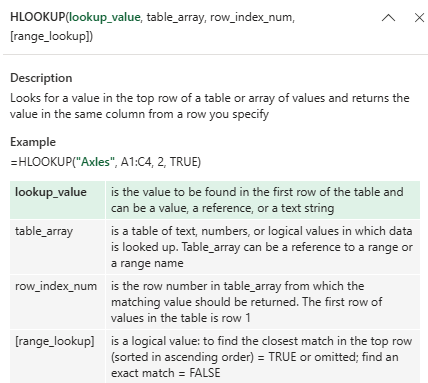 HLOOKUP(lookup_value, table_array, row_index_num,
[range_lookup])
Description
Looks for a value in the top row of a table or array of values and returns the
value in the same column from a row you specify
Example
=HLOOKUP("Axles", A1:C4, 2, TRUE)
lookup_value is the value to be found in the first row of the table and
can be a value, a reference, or a text string
table_array is a table of text, numbers, or logical values in which data
is looked up. Table_array can be a reference to a range or
a range name
row_index_num is the row number in table_array from which the
matching value should be returned. The first row of
values in the table is row 1
[range_lookup] is a logical value: to find the closest match in the top row
(sorted in ascending order) = TRUE or omitted; find an
exact match = FALSE